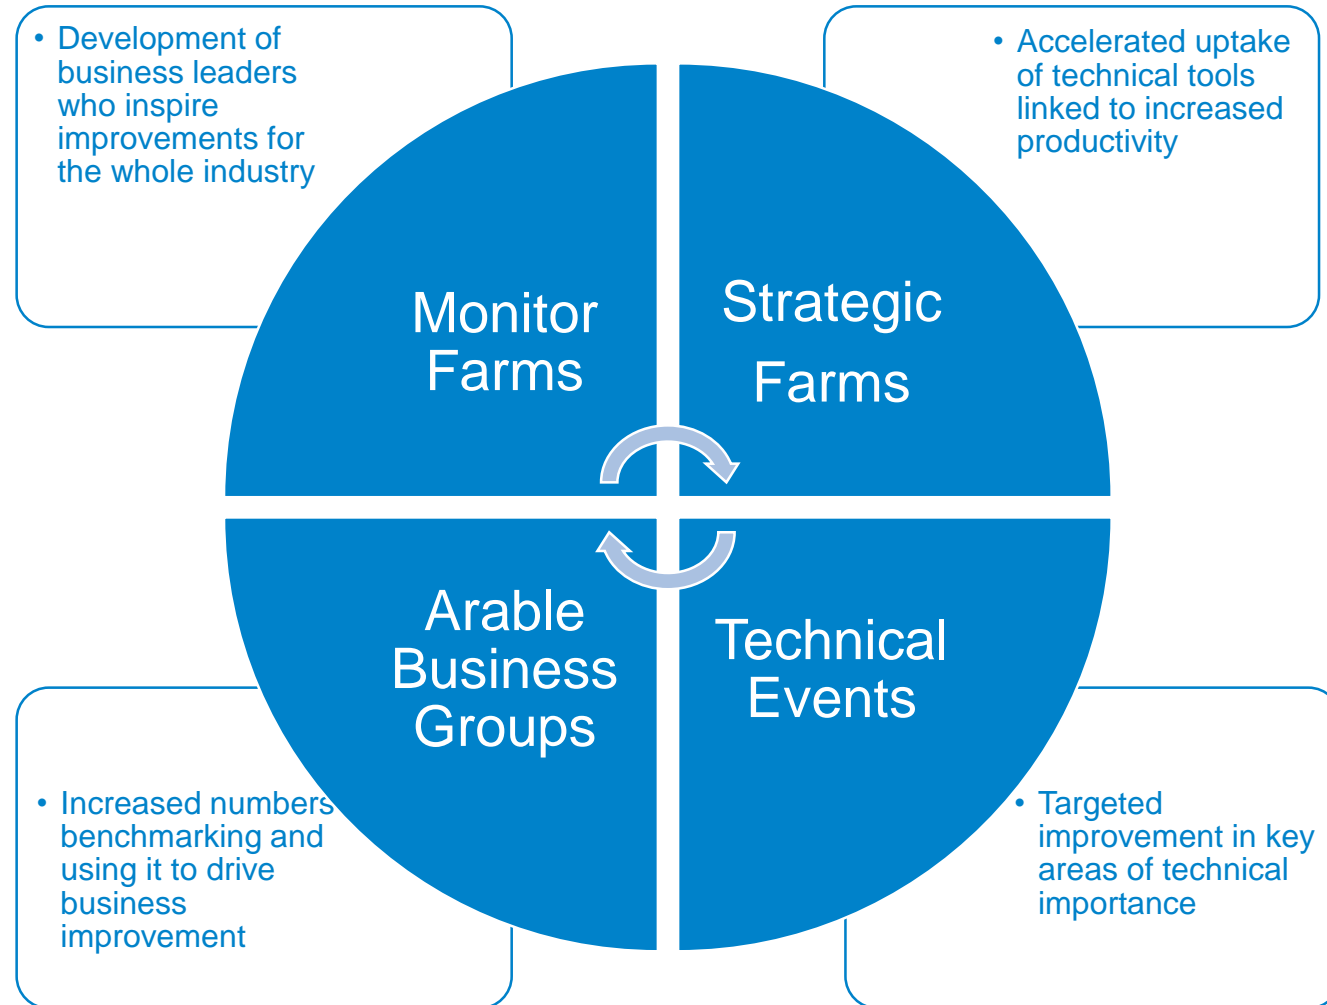 • Development of
business leaders
who inspire
improvements for
the whole industry
• Accelerated uptake
of technical tools
linked to increased
productivity
Monitor
Farms
Strategic
Farms
Arable
Business
Groups
Technical
Events
• Increased numbers
benchmarking and
using it to drive
business
improvement
• Targeted
improvement in key
areas of technical
importance